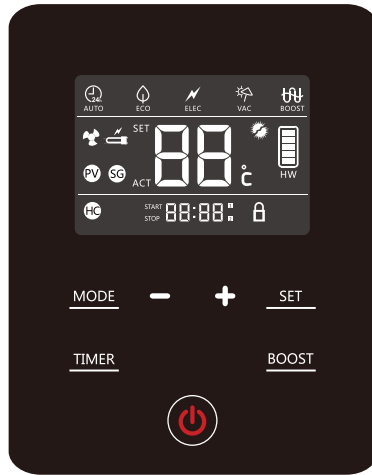 24h
AUTO ECO ELEC VAC BOOST
SET
88
°C
PV SG
ACT
HW
HC
START
STOP
88:88
MODE - + SET
TIMER BOOST